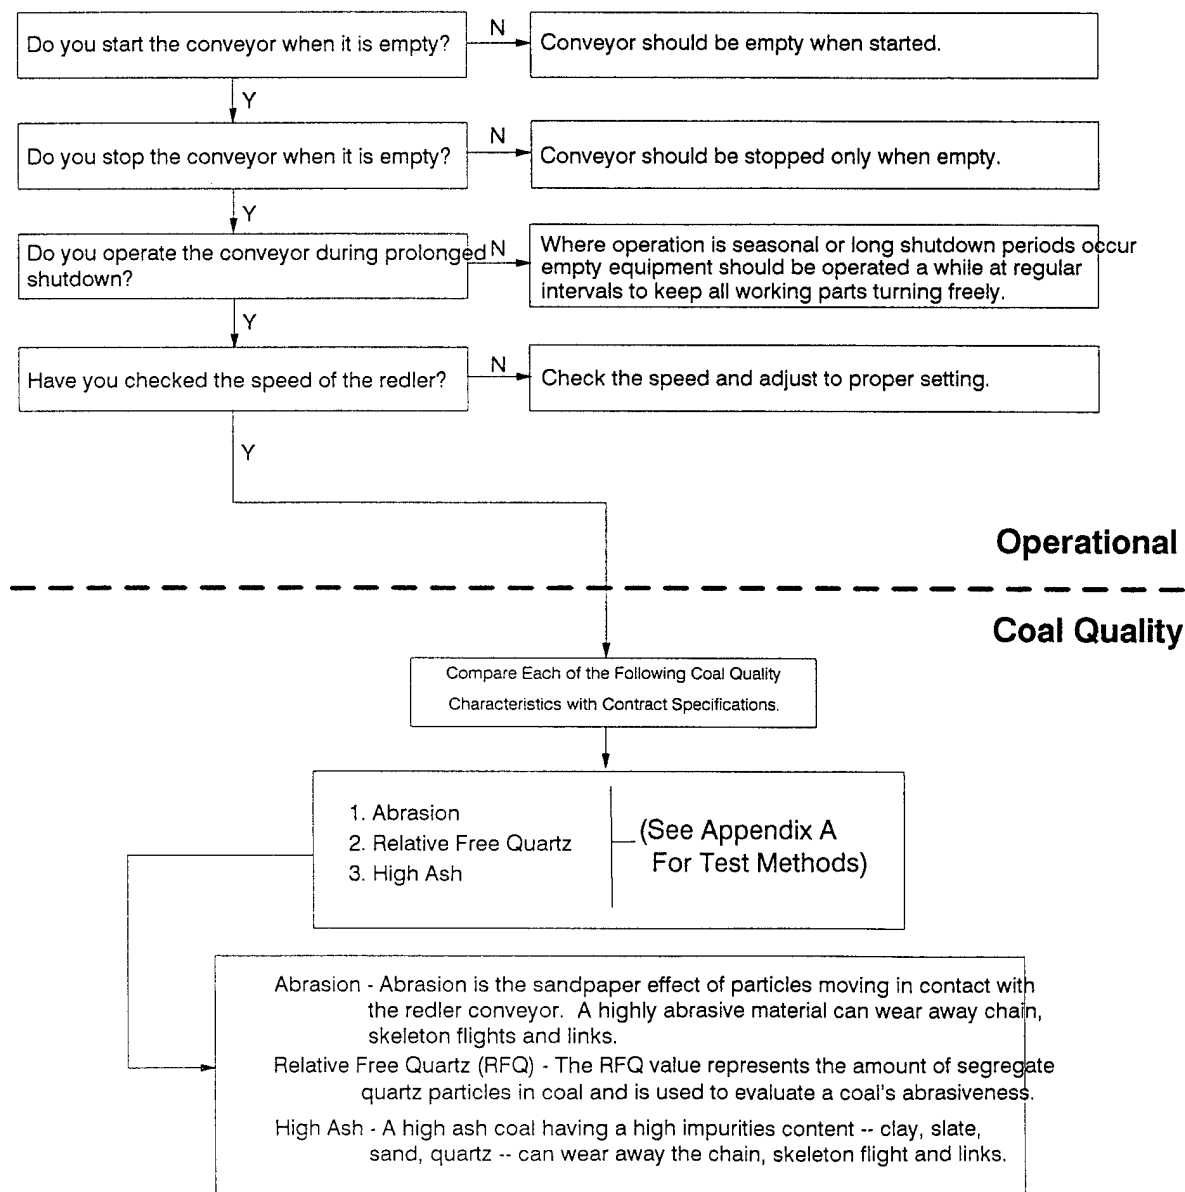 Do you start the conveyor when it is empty?
N
Conveyor should be empty when started.
Y
Do you stop the conveyor when it is empty?
N
Conveyor should be stopped only when empty.
Y
Do you operate the conveyor during prolonged
shutdown?
N
Where operation is seasonal or long shutdown periods occur
empty equipment should be operated a while at regular
intervals to keep all working parts turning freely.
Y
Have you checked the speed of the redler?
N
Check the speed and adjust to proper setting.
Y
Operational
Coal Quality
Compare Each of the Following Coal Quality
Characteristics with Contract Specifications.
1. Abrasion
2. Relative Free Quartz
3. High Ash
(See Appendix A
For Test Methods)
Abrasion - Abrasion is the sandpaper effect of particles moving in contact with
the redler conveyor. A highly abrasive material can wear away chain,
skeleton flights and links.
Relative Free Quartz (RFQ) - The RFQ value represents the amount of segregate
quartz particles in coal and is used to evaluate a coal's abrasiveness.
High Ash - A high ash coal having a high impurities content -- clay, slate,
sand, quartz -- can wear away the chain, skeleton flight and links.